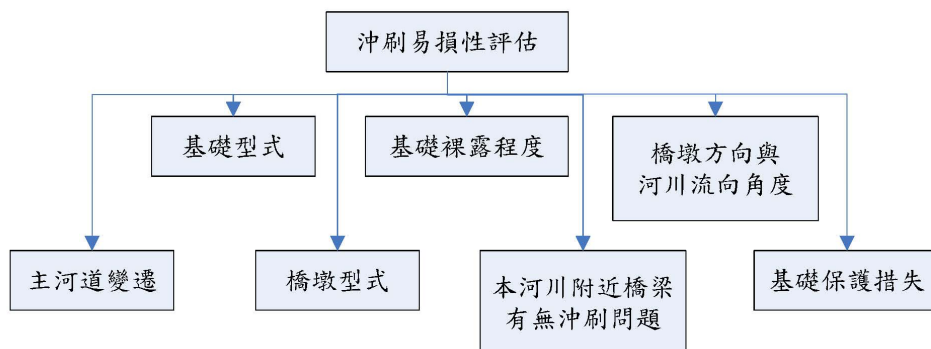 沖刷易損性評估
基礎型式
基礎裸露程度
橋墩方向與
河川流向角度
主河道變遷
橋墩型式
本河川附近橋梁
有無沖刷問題
基礎保護措失